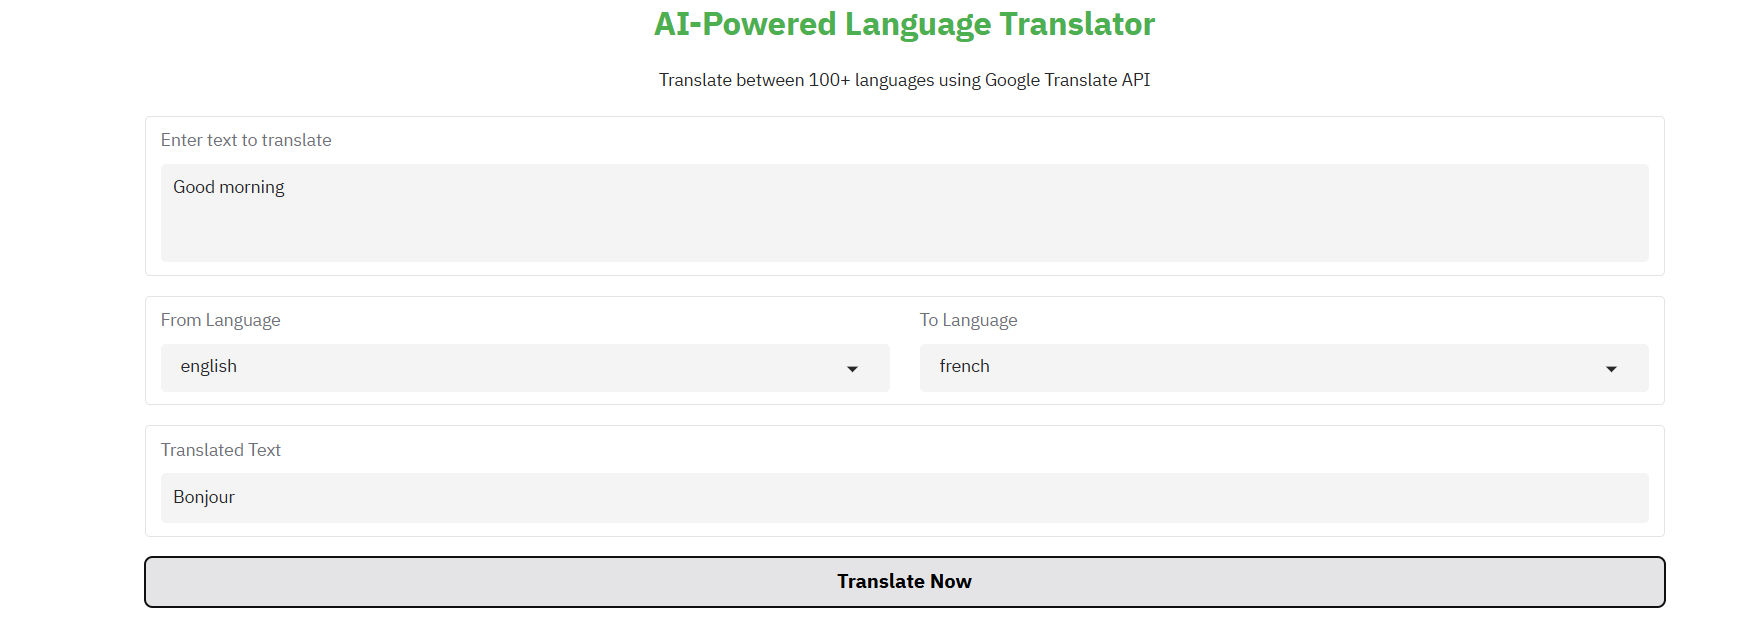 AI-Powered Language Translator
Translate between 100+ languages using Google Translate API
Enter text to translate
Good morning
From Language
To Language
english
french
Translated Text
Bonjour
Translate Now